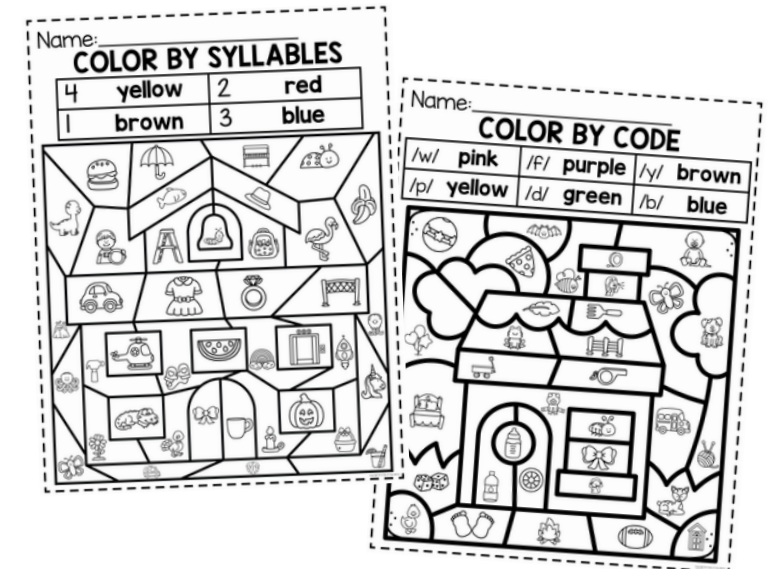 Name:
COLOR BY SYLLABLES
4 yellow 2 red
1 brown 3 blue
Name:
COLOR BY CODE
/w/ pink /f/ purple /y/ brown
/p/ yellow /d/ green /b/ blue